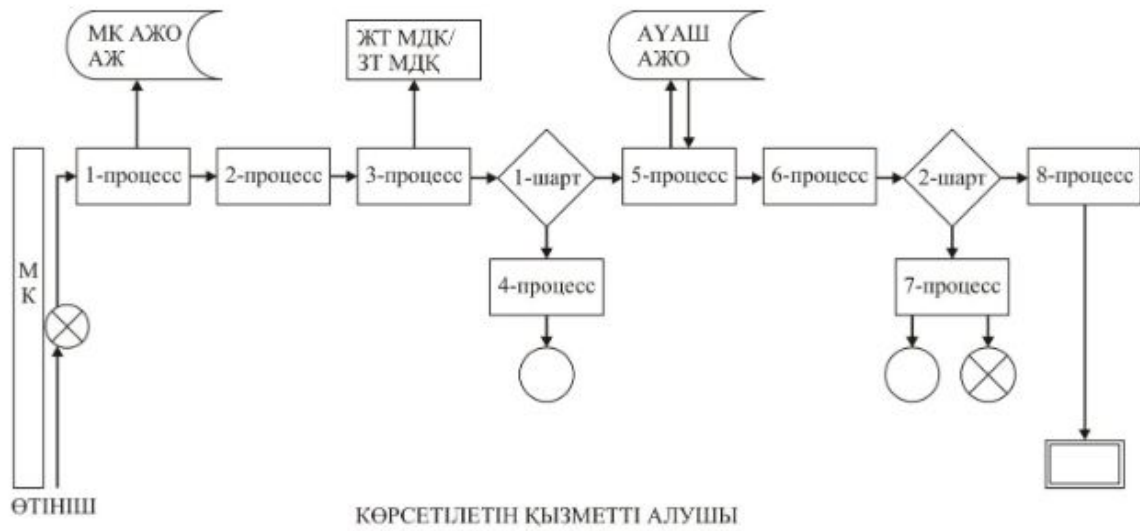 МК АЖО
АЖ
ЖТ МДҚ/
ЗТ МДҚ
АҮАШ
АЖО
1-процесс
2-процесс
3-процесс
1-шарт
5-процесс
6-процесс
2-шарт
8-процесс
М
К
4-процесс
7-процесс
ӨТІНІШ
КӨРСЕТІЛЕТІН ҚЫЗМЕТТІ АЛУШЫ